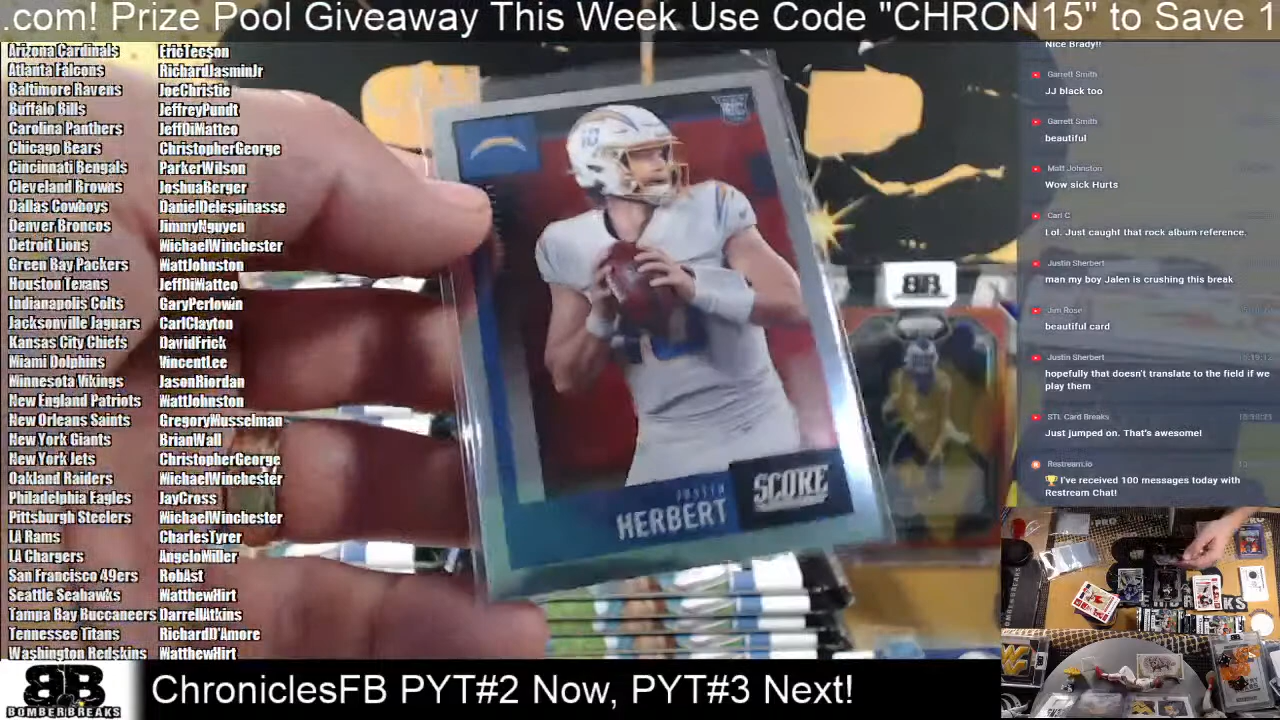 .com! Prize Pool Giveaway This Week Use Code "CHRON15" to Save 1
Arizona Cardinals EricTecson
Atlanta Falcons RichardJasminJr
Baltimore Ravens JoeChristie
Buffalo Bills JeffreyPundt
Carolina Panthers JeffDiMatteo
Chicago Bears ChristopherGeorge
Cincinnati Bengals ParkerWilson
Cleveland Browns JoshuaBerger
Dallas Cowboys DanielDelespinasse
Denver Broncos JimmyNguyen
Detroit Lions MichaelWinchester
Green Bay Packers MattJohnston
Houston Texans JeffDiMatteo
Indianapolis Colts GaryPerlowin
Jacksonville Jaguars CarlClayton
Kansas City Chiefs DavidFrick
Miami Dolphins VincentLee
Minnesota Vikings JasonRiordan
New England Patriots MattJohnston
New Orleans Saints GregoryMusselman
New York Giants BrianWall
New York Jets ChristopherGeorge
Oakland Raiders MichaelWinchester
Philadelphia Eagles JayCross
Pittsburgh Steelers MichaelWinchester
LA Rams CharlesTyrer
LA Chargers AngeloMiller
San Francisco 49ers RobAst
Seattle Seahawks MatthewHirt
Tampa Bay Buccaneers DarrellAtkins
Tennessee Titans RichardD'Amore
Washington Redskins MatthewHirt
JUSTIN
HERBERT
SCORE
BB
Nice Brady!!
Garrett Smith
JJ black too
Garrett Smith
beautiful
Matt Johnston
Wow sick Hurts
Carl C
Lol. Just caught that rock album reference.
Justin Sherbert
man my boy Jalen is crushing this break
Jim Rose
beautiful card
Justin Sherbert
hopefully that doesn't translate to the field if we
play them
STL Card Breaks
Just jumped on. That's awesome!
Restream.io
🏆 I've received 100 messages today with
Restream Chat!
BB
BOMBERBREAKS
ChroniclesFB PYT#2 Now, PYT#3 Next!